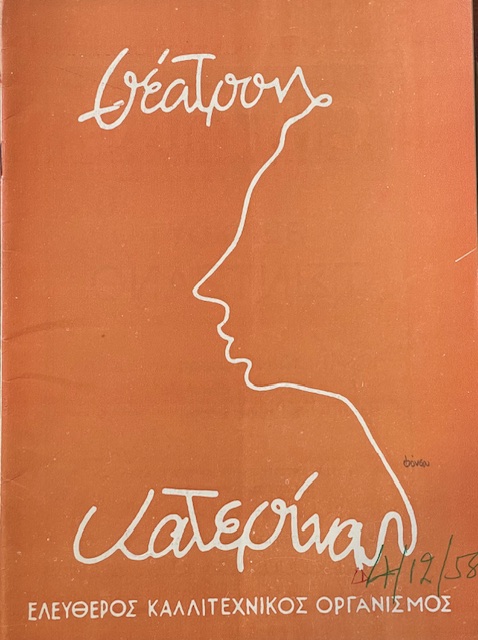 Θέατρον
Κατερίνας
4/12/58
ΕΛΕΥΘΕΡΟΣ ΚΑΛΛΙΤΕΧΝΙΚΟΣ ΟΡΓΑΝΙΣΜΟΣ